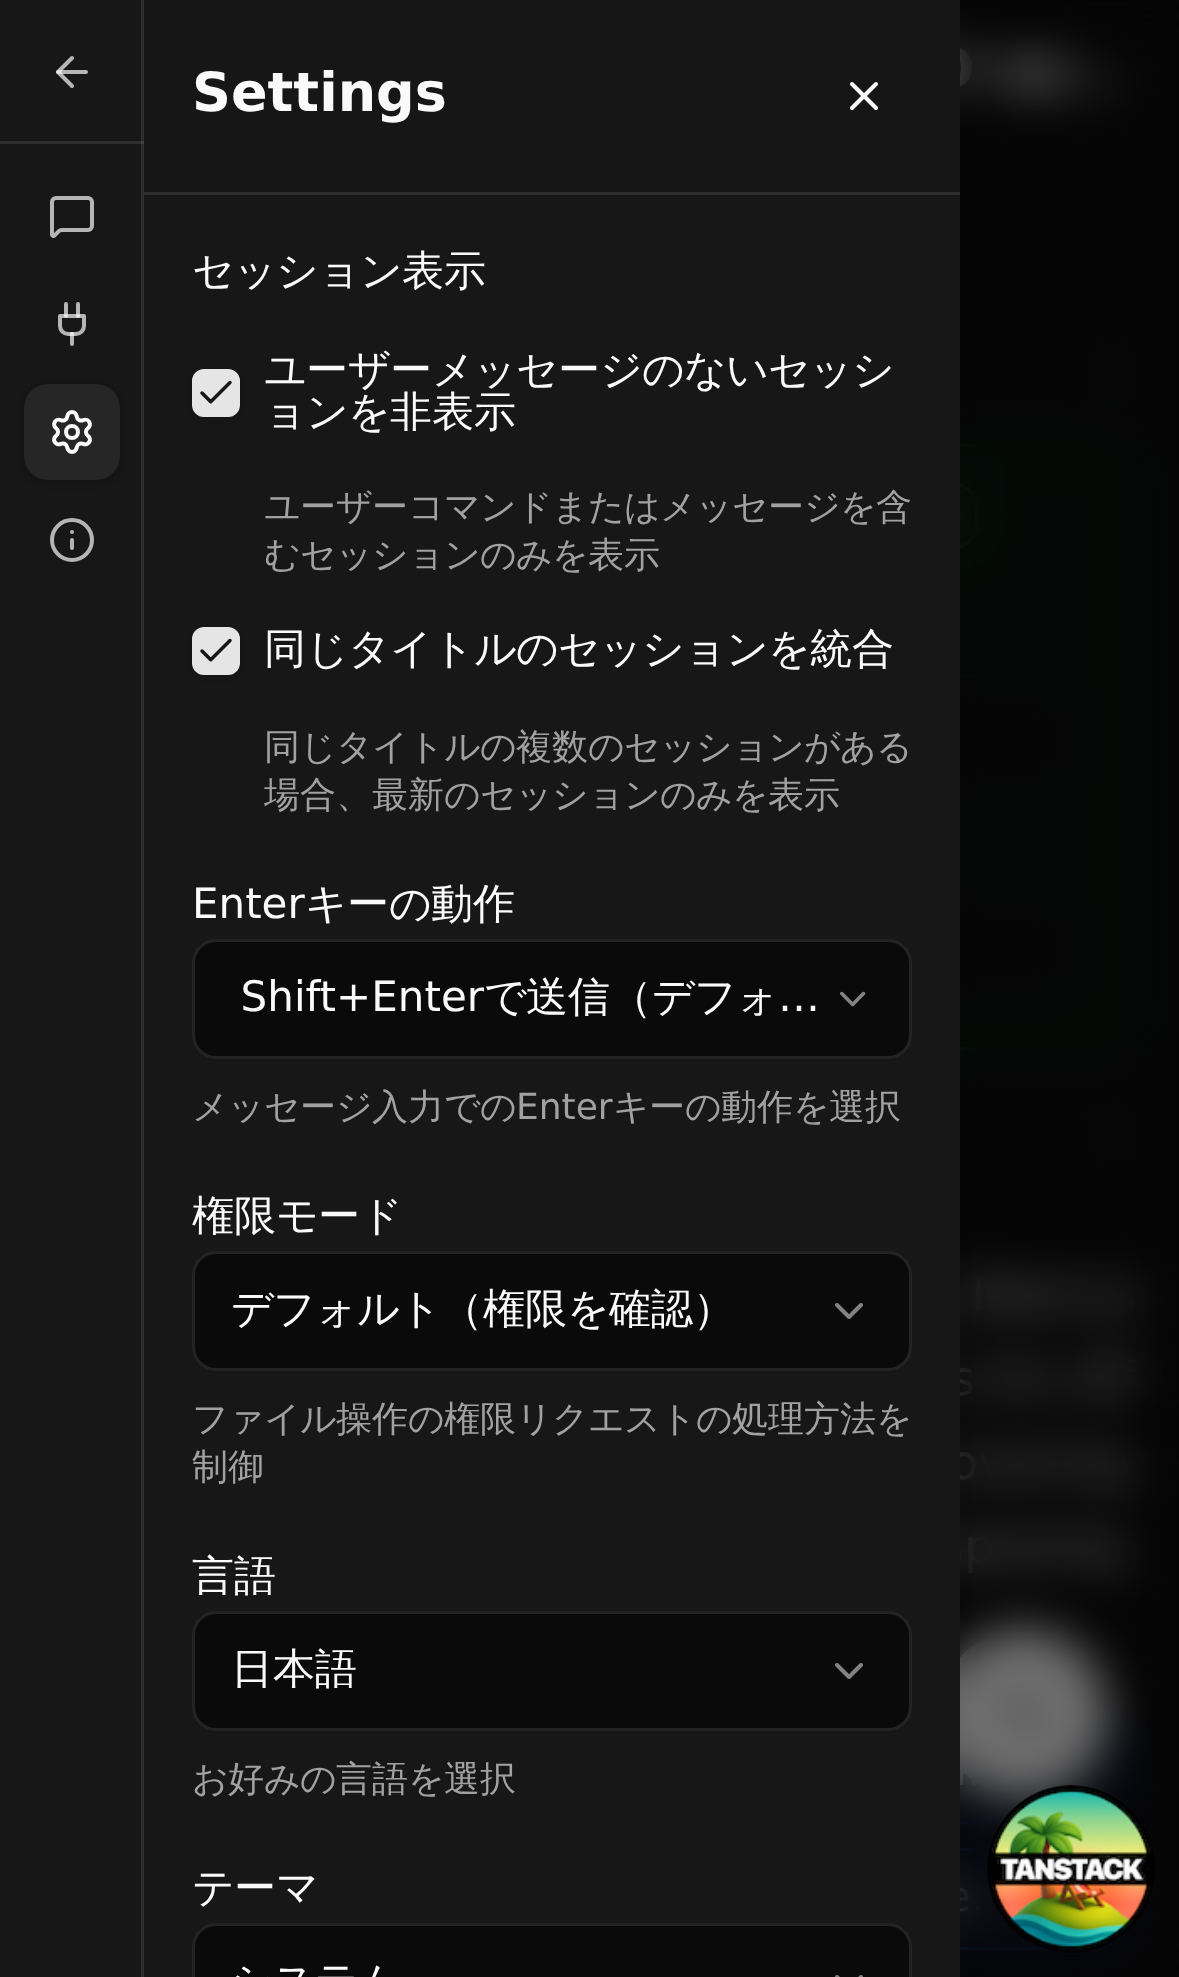 Settings
セッション表示
ユーザーメッセージのないセッシ
ョンを非表示
ユーザーコマンドまたはメッセージを含
むセッションのみを表示
同じタイトルのセッションを統合
同じタイトルの複数のセッションがある
場合、最新のセッションのみを表示
Enterキーの動作
Shift+Enterで送信（デフォ…
メッセージ入力でのEnterキーの動作を選択
権限モード
デフォルト（権限を確認）
ファイル操作の権限リクエストの処理方法を
制御
言語
日本語
お好みの言語を選択
テーマ
システム
TANSTACK